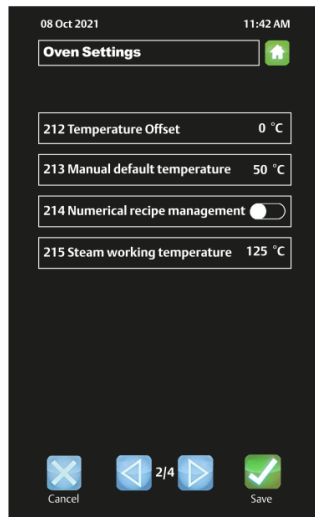 08 Oct 2021 11:42 AM
Oven Settings
212 Temperature Offset 0 °C
213 Manual default temperature 50 °C
214 Numerical recipe management
215 Steam working temperature 125 °C
2/4
Cancel Save